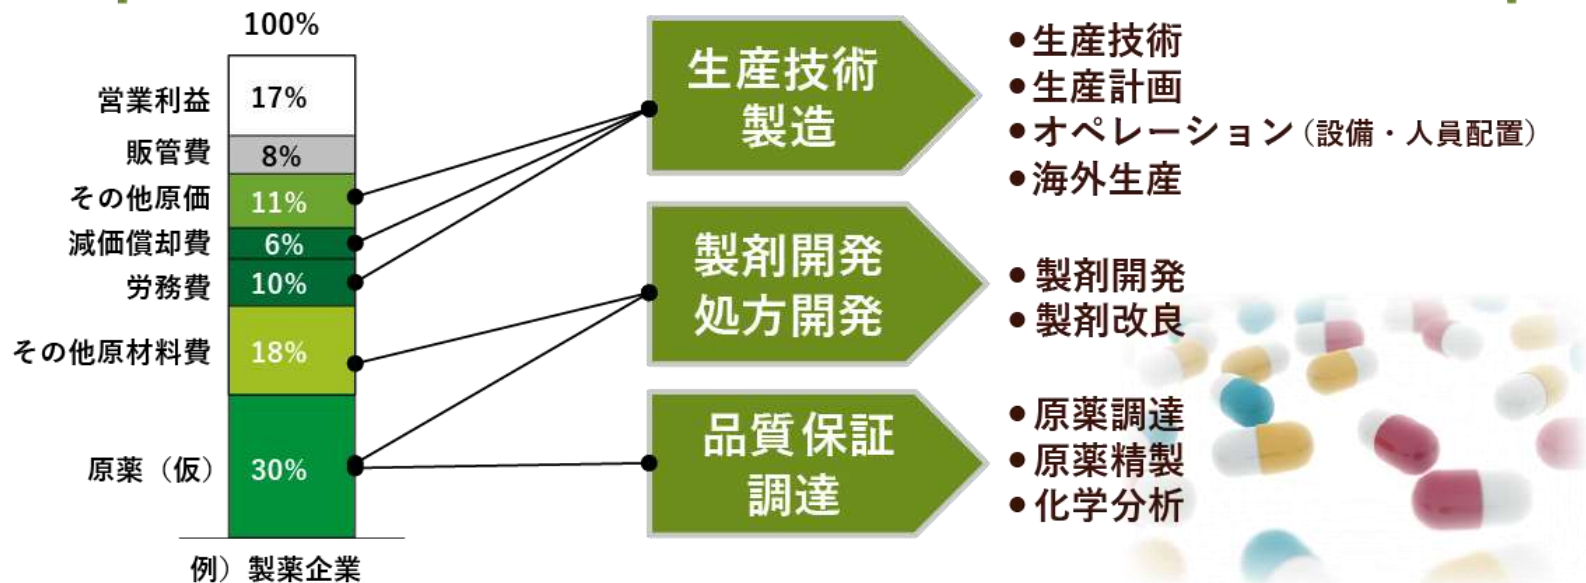 100%
営業利益 17%
販管費 8%
その他原価 11%
減価償却費 6%
労務費 10%
その他原材料費 18%
原薬（仮） 30%
例）製薬企業
生産技術
製造
•生産技術
•生産計画
•オペレーション（設備・人員配置）
•海外生産
製剤開発
処方開発
•製剤開発
•製剤改良
品質保証
調達
•原薬調達
•原薬精製
•化学分析